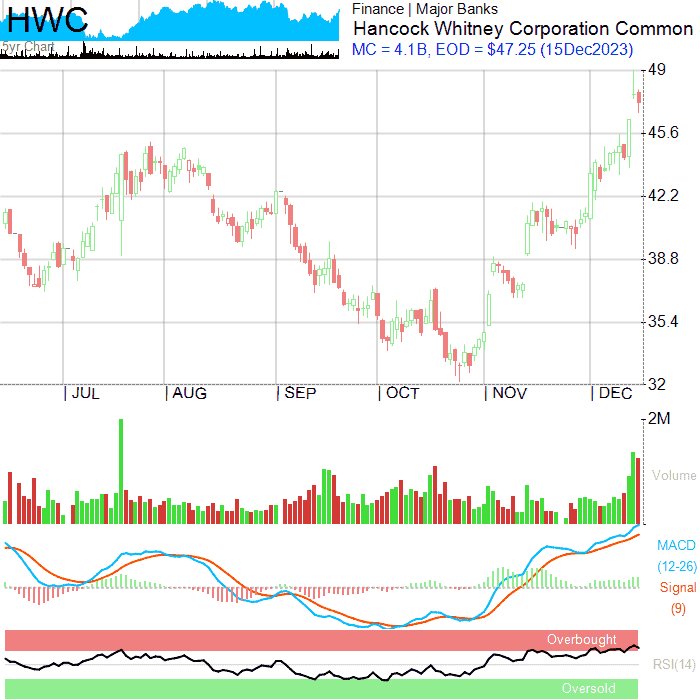 HWC
5yr Chart
Finance | Major Banks
Hancock Whitney Corporation Common
MC = 4.1B, EOD = $47.25 (15Dec2023)
49
45.6
42.2
38.8
35.4
32
JUL
AUG
SEP
OCT
NOV
DEC
2M
Volume
MACD
(12-26)
Signal
(9)
Overbought
RSI(14)
Oversold